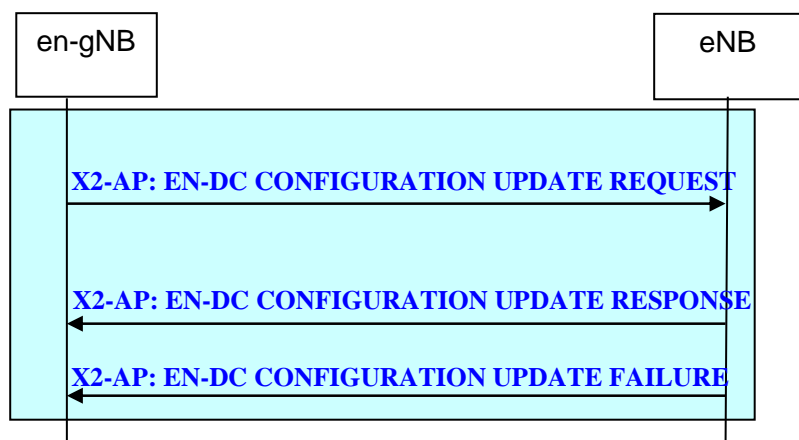 en-gNB
eNB
X2-AP: EN-DC CONFIGURATION UPDATE REQUEST
X2-AP: EN-DC CONFIGURATION UPDATE RESPONSE
X2-AP: EN-DC CONFIGURATION UPDATE FAILURE